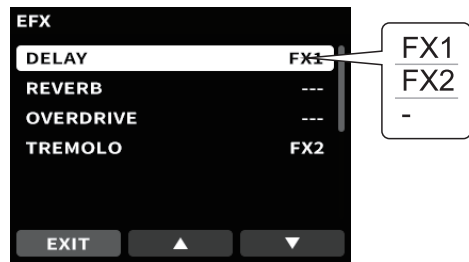 EFX
DELAY FX1
REVERB ---
OVERDRIVE ---
TREMOLO FX2
EXIT ▲ ▼
FX1
FX2
-